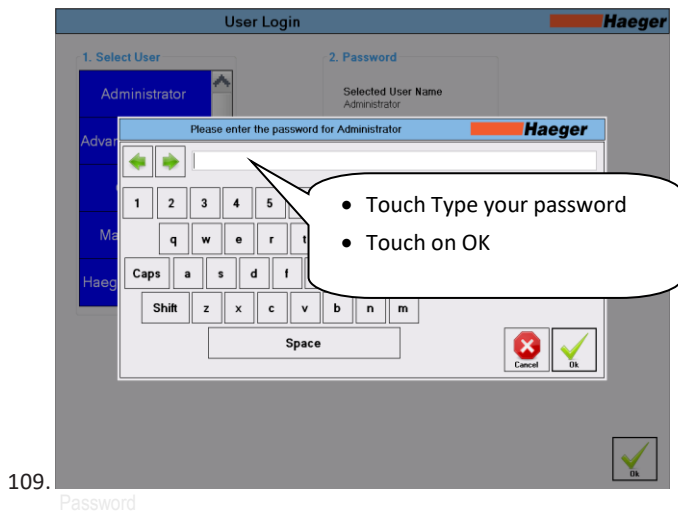 User Login
Haeger
1. Select User
2. Password
Administrator
Selected User Name
Administrator
Please enter the password for Administrator
Haeger
Advan
1 2 3 4 5
• Touch Type your password
• Touch on OK
Ma
q w e r t
Caps a s d f
Haeg
Shift z x c v b n m
Space
Cancel
Ok
Ok
109.
Password